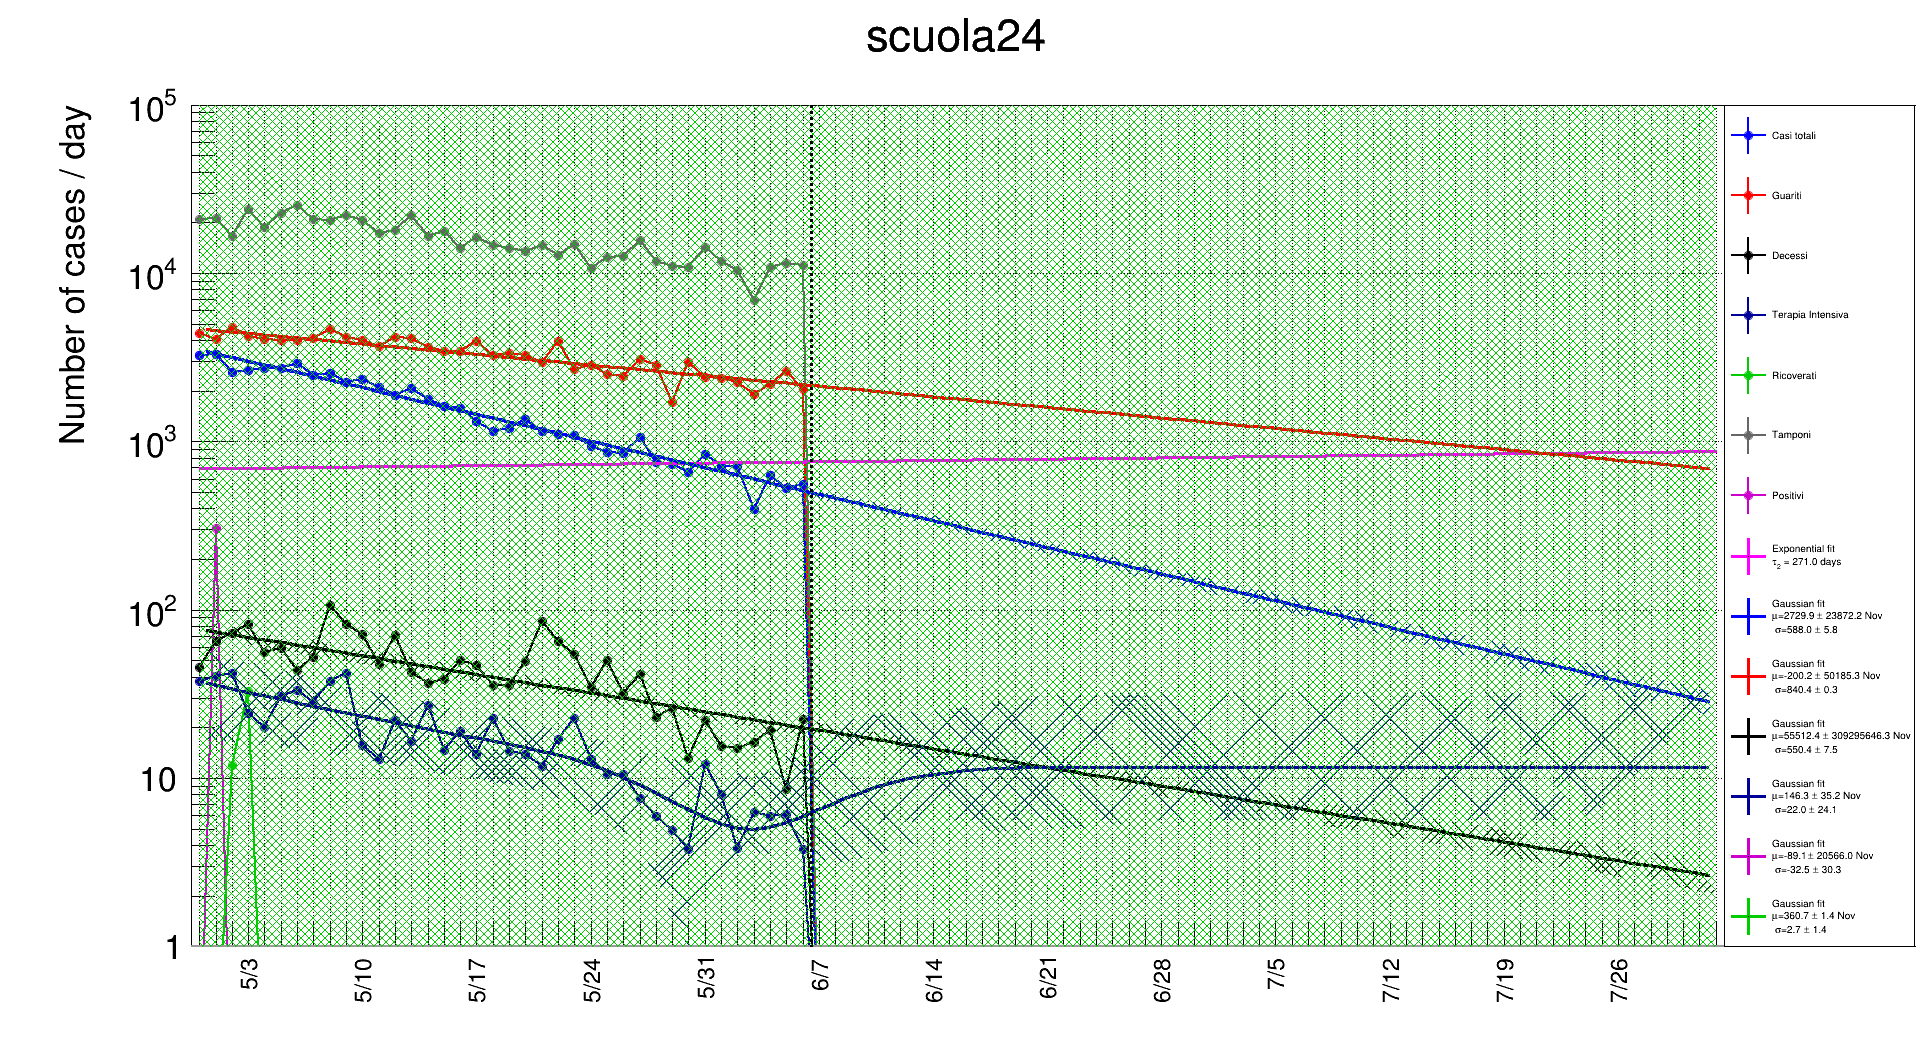 scuola24
Number of cases / day
10^5
10^4
10^3
10^2
10
1
5/3
5/10
5/17
5/24
5/31
6/7
6/14
6/21
6/28
7/5
7/12
7/19
7/26
Casi totali
Guariti
Decessi
Terapia Intensiva
Ricoverati
Tamponi
Positivi
Exponential fit
τ_2 = 271.0 days
Gaussian fit
μ=2729.9 ± 23872.2 Nov
σ=588.0 ± 5.8
Gaussian fit
μ=-200.2 ± 50185.3 Nov
σ=840.4 ± 0.3
Gaussian fit
μ=55512.4 ± 309295646.3 Nov
σ=550.4 ± 7.5
Gaussian fit
μ=146.3 ± 35.2 Nov
σ=22.0 ± 24.1
Gaussian fit
μ=-89.1 ± 20566.0 Nov
σ=-32.5 ± 30.3
Gaussian fit
μ=360.7 ± 1.4 Nov
σ=2.7 ± 1.4